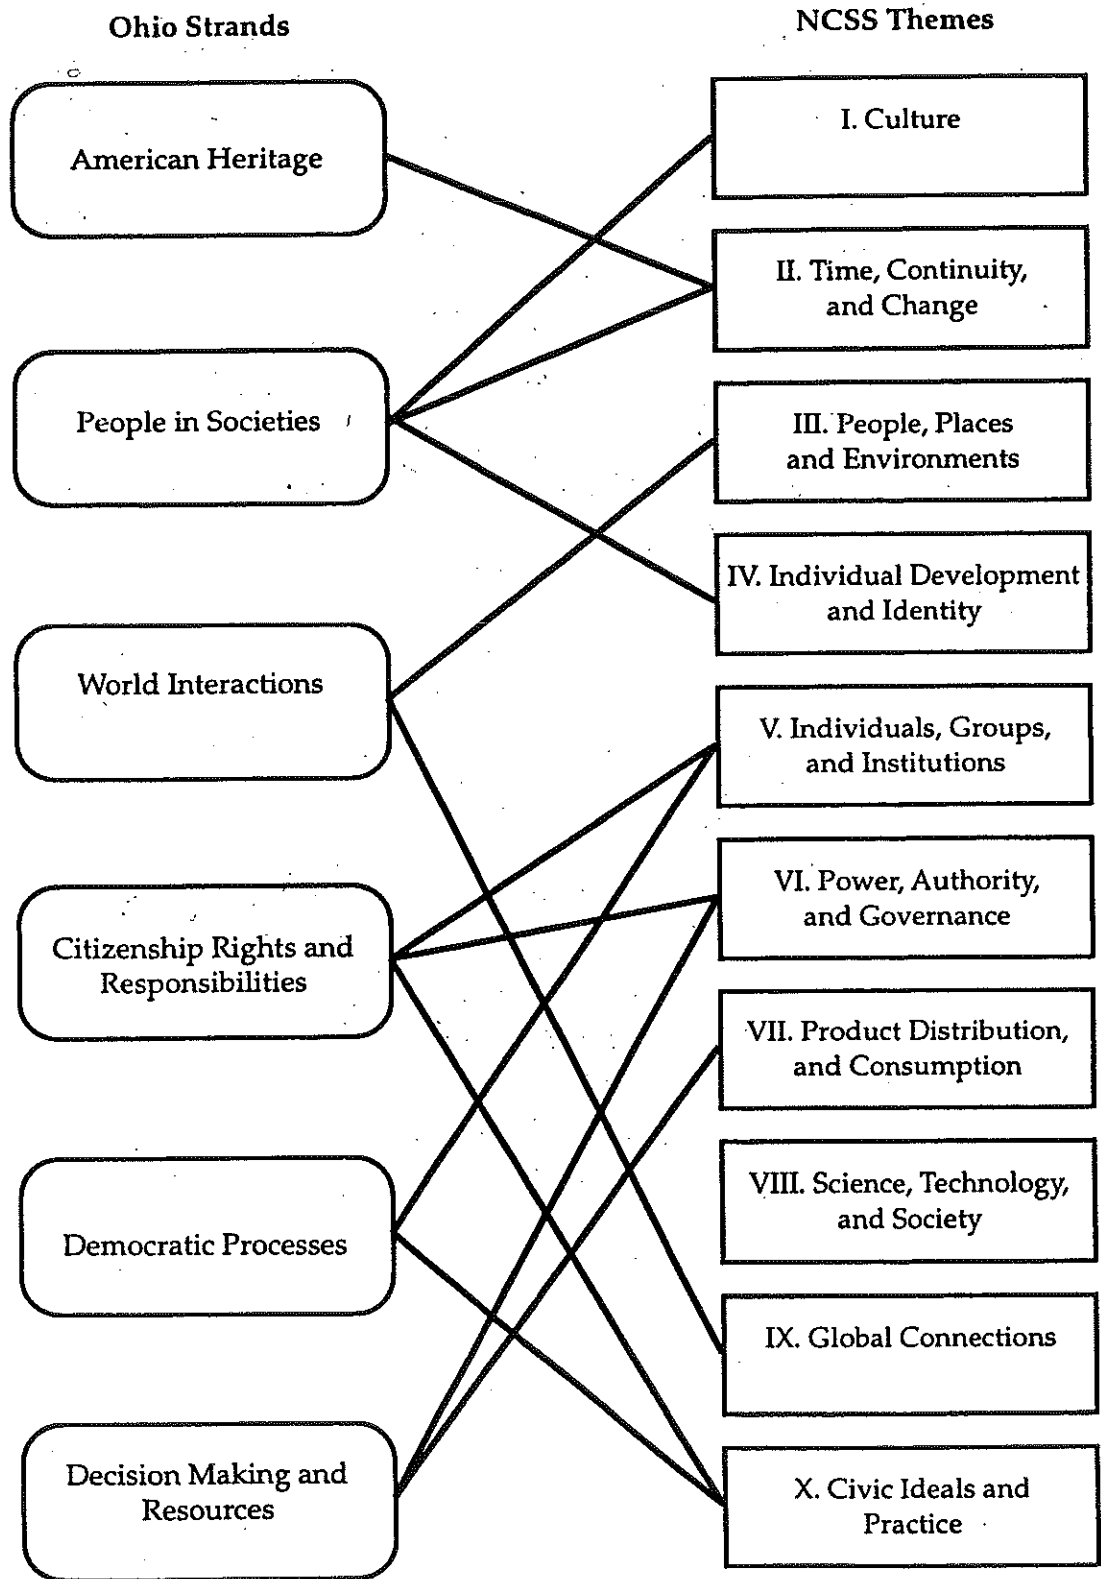 Ohio Strands
American Heritage
People in Societies
World Interactions
Citizenship Rights and
Responsibilities
Democratic Processes
Decision Making and
Resources
NCSS Themes
I. Culture
II. Time, Continuity,
and Change
III. People, Places
and Environments
IV. Individual Development
and Identity
V. Individuals, Groups,
and Institutions
VI. Power, Authority,
and Governance
VII. Product Distribution,
and Consumption
VIII. Science, Technology,
and Society
IX. Global Connections
X. Civic Ideals and
Practice